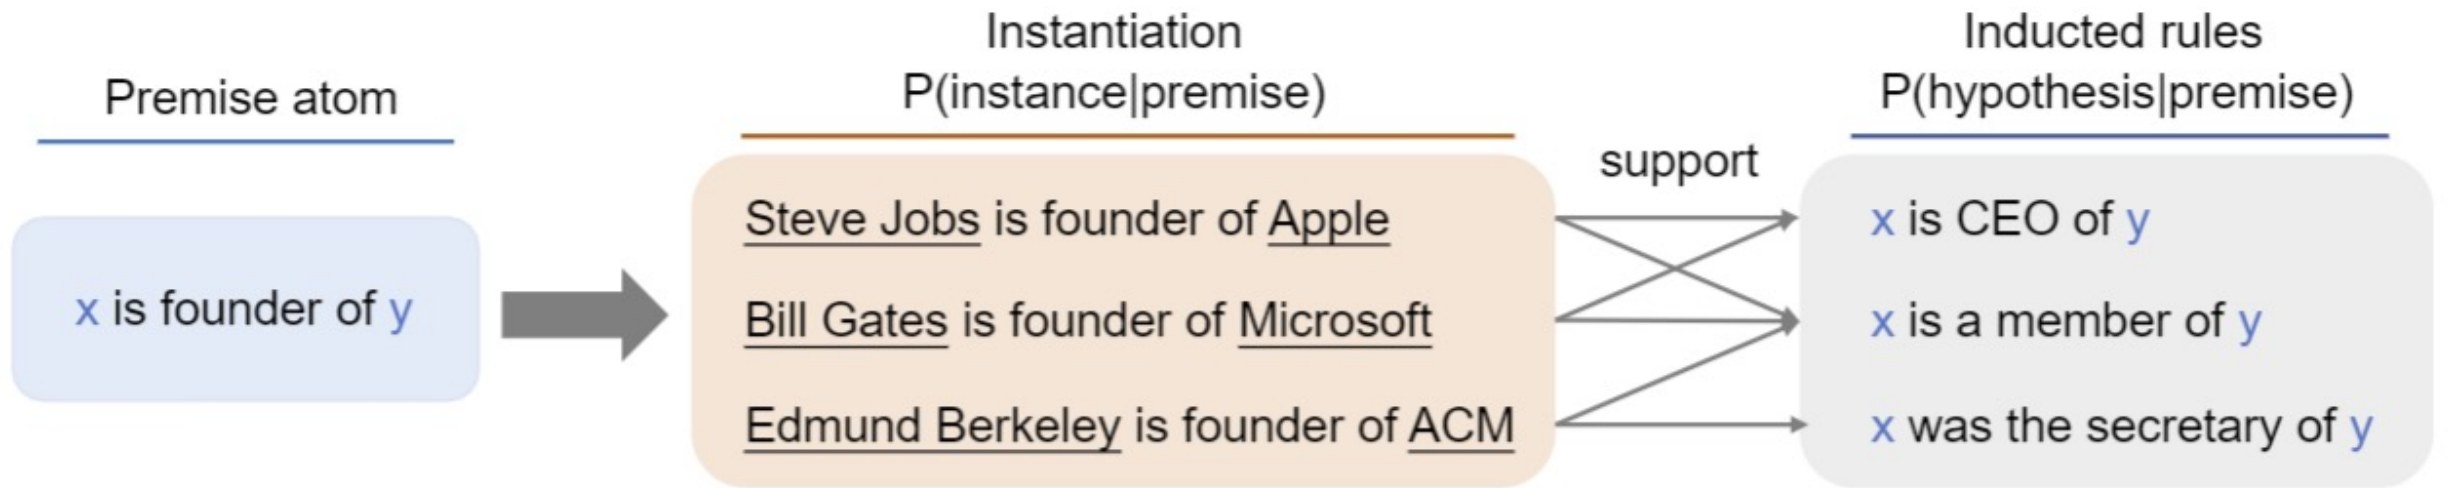 Premise atom
x is founder of y
Instantiation
P(instance|premise)
Steve Jobs is founder of Apple
Bill Gates is founder of Microsoft
Edmund Berkeley is founder of ACM
support
Inducted rules
P(hypothesis|premise)
x is CEO of y
x is a member of y
x was the secretary of y